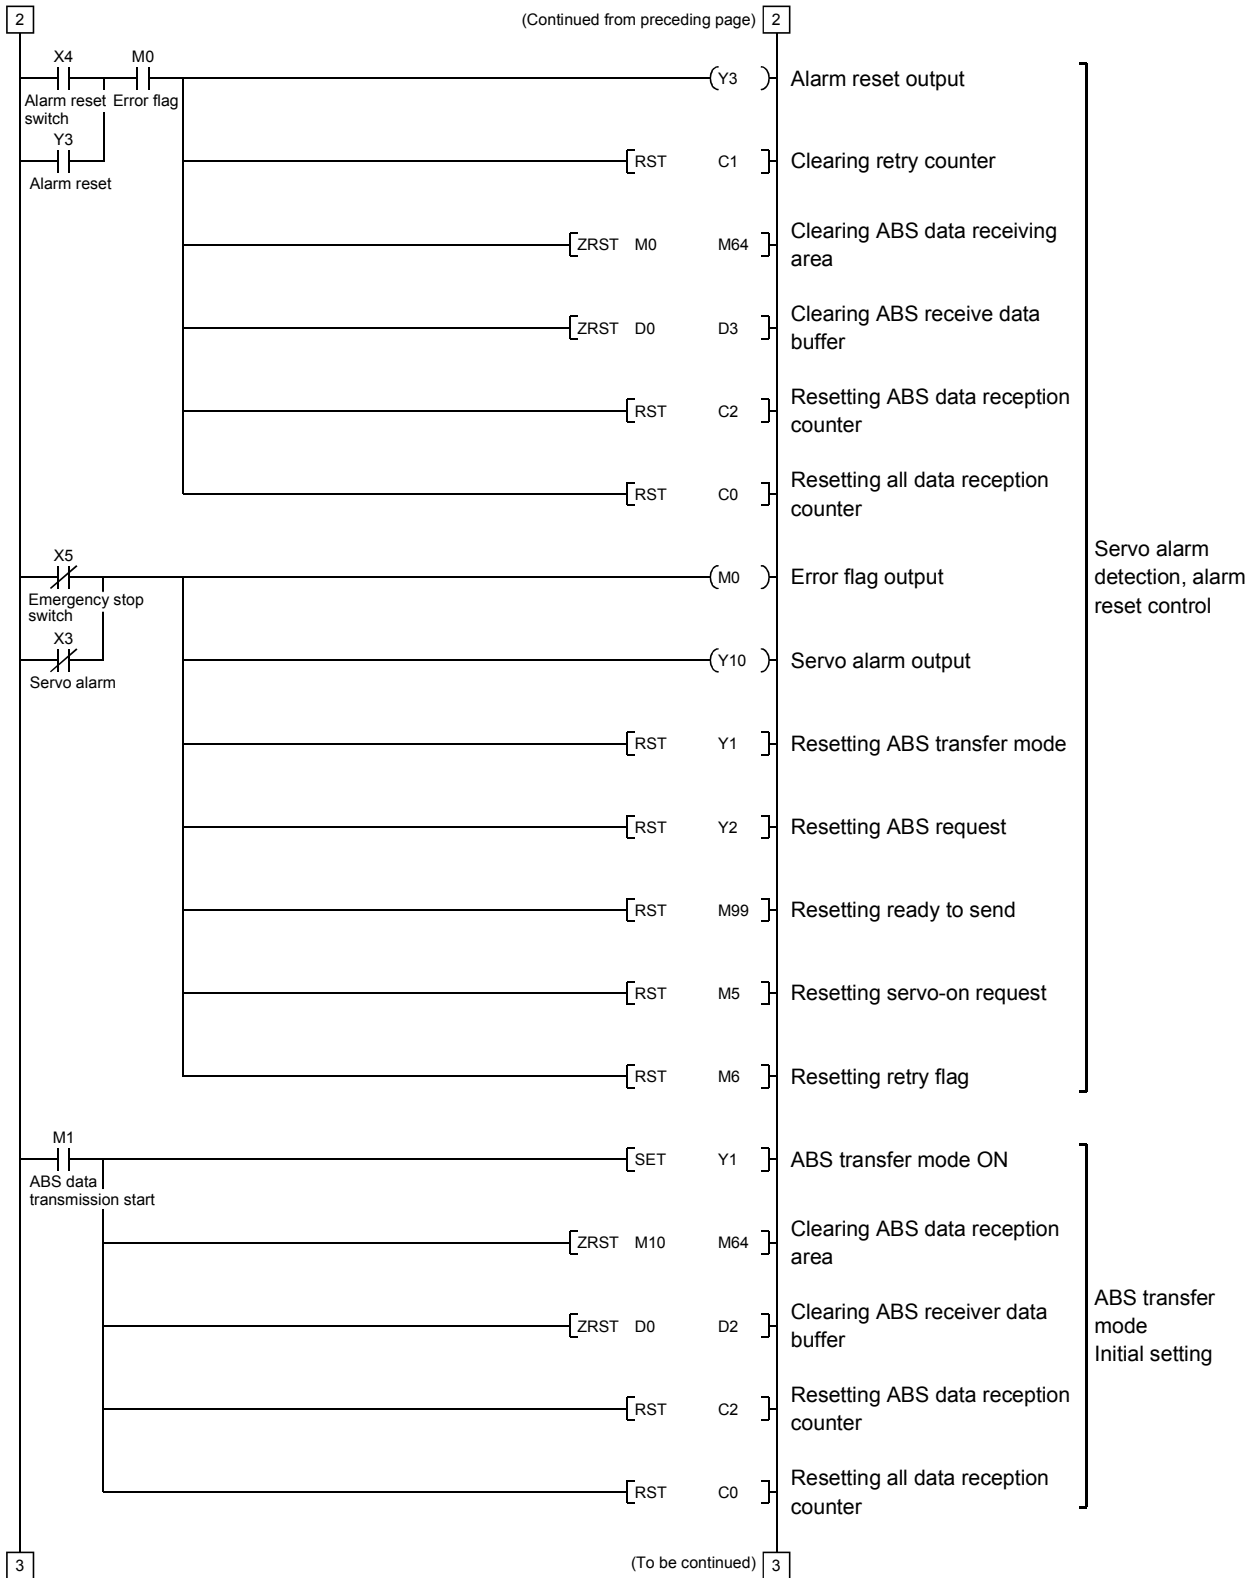 2 (Continued from preceding page) 2
X4 M0
Y3 Alarm reset output
Alarm reset switch
Error flag
Y3
Alarm reset
RST C1 Clearing retry counter
ZRST M0 M64 Clearing ABS data receiving area
ZRST D0 D3 Clearing ABS receive data buffer
RST C2 Resetting ABS data reception counter
RST C0 Resetting all data reception counter
X5
Emergency stop switch
M0 Error flag output
X3
Servo alarm
Y10 Servo alarm output
RST Y1 Resetting ABS transfer mode
RST Y2 Resetting ABS request
RST M99 Resetting ready to send
RST M5 Resetting servo-on request
RST M6 Resetting retry flag
Servo alarm
detection, alarm
reset control
M1
ABS data
transmission start
SET Y1 ABS transfer mode ON
ZRST M10 M64 Clearing ABS data reception area
ZRST D0 D2 Clearing ABS receiver data buffer
RST C2 Resetting ABS data reception counter
RST C0 Resetting all data reception counter
ABS transfer
mode
Initial setting
3 (To be continued) 3